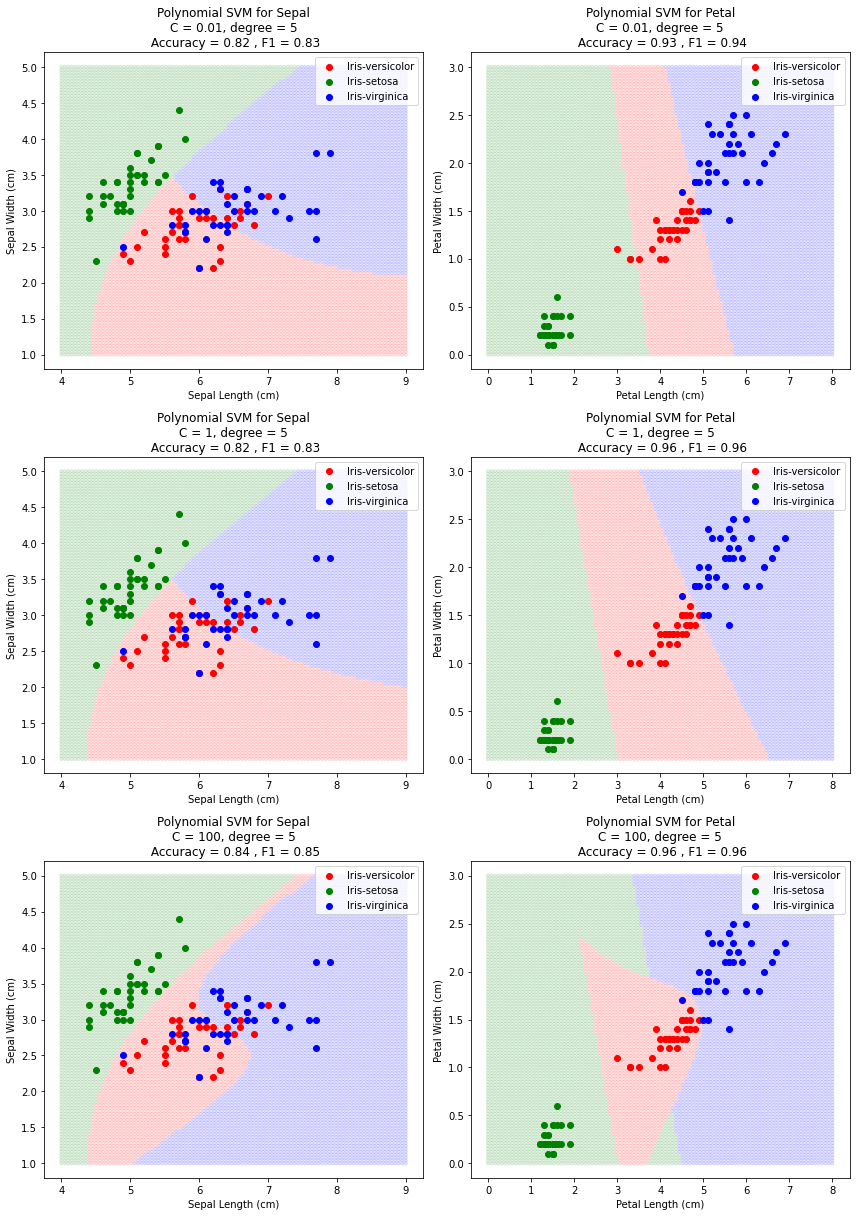 Polynomial SVM for Sepal
C = 0.01, degree = 5
Accuracy = 0.82 , F1 = 0.83
Iris-versicolor
Iris-setosa
Iris-virginica
Sepal Width (cm)
5.0
4.5
4.0
3.5
3.0
2.5
2.0
1.5
1.0
4 5 6 7 8 9
Sepal Length (cm)
Polynomial SVM for Petal
C = 0.01, degree = 5
Accuracy = 0.93 , F1 = 0.94
Iris-versicolor
Iris-setosa
Iris-virginica
Petal Width (cm)
3.0
2.5
2.0
1.5
1.0
0.5
0.0
0 1 2 3 4 5 6 7 8
Petal Length (cm)
Polynomial SVM for Sepal
C = 1, degree = 5
Accuracy = 0.82 , F1 = 0.83
Iris-versicolor
Iris-setosa
Iris-virginica
Sepal Width (cm)
5.0
4.5
4.0
3.5
3.0
2.5
2.0
1.5
1.0
4 5 6 7 8 9
Sepal Length (cm)
Polynomial SVM for Petal
C = 1, degree = 5
Accuracy = 0.96 , F1 = 0.96
Iris-versicolor
Iris-setosa
Iris-virginica
Petal Width (cm)
3.0
2.5
2.0
1.5
1.0
0.5
0.0
0 1 2 3 4 5 6 7 8
Petal Length (cm)
Polynomial SVM for Sepal
C = 100, degree = 5
Accuracy = 0.84 , F1 = 0.85
Iris-versicolor
Iris-setosa
Iris-virginica
Sepal Width (cm)
5.0
4.5
4.0
3.5
3.0
2.5
2.0
1.5
1.0
4 5 6 7 8 9
Sepal Length (cm)
Polynomial SVM for Petal
C = 100, degree = 5
Accuracy = 0.96 , F1 = 0.96
Iris-versicolor
Iris-setosa
Iris-virginica
Petal Width (cm)
3.0
2.5
2.0
1.5
1.0
0.5
0.0
0 1 2 3 4 5 6 7 8
Petal Length (cm)